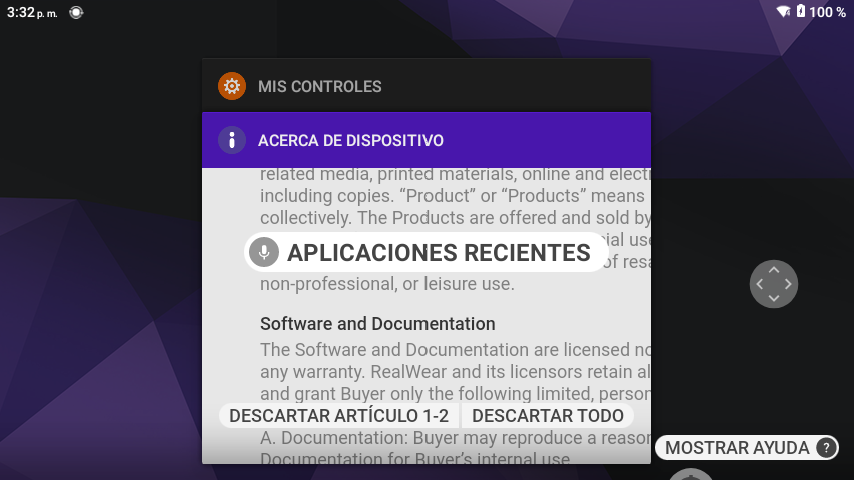 3:32 p. m.
100 %
MIS CONTROLES
ACERCA DE DISPOSITIVO
related media, printed materials, online and electr
including copies. “Product” or “Products” means
collectively. The Products are offered and sold by
ial use
APLICACIONES RECIENTES
of resa
non-professional, or leisure use.
Software and Documentation
The Software and Documentation are licensed no
any warranty. RealWear and its licensors retain al
and grant Buyer only the following limited, person
DESCARTAR ARTÍCULO 1-2 DESCARTAR TODO
A. Documentation: Buyer may reproduce a reason
Documentation for Buyer’s internal use
MOSTRAR AYUDA ?